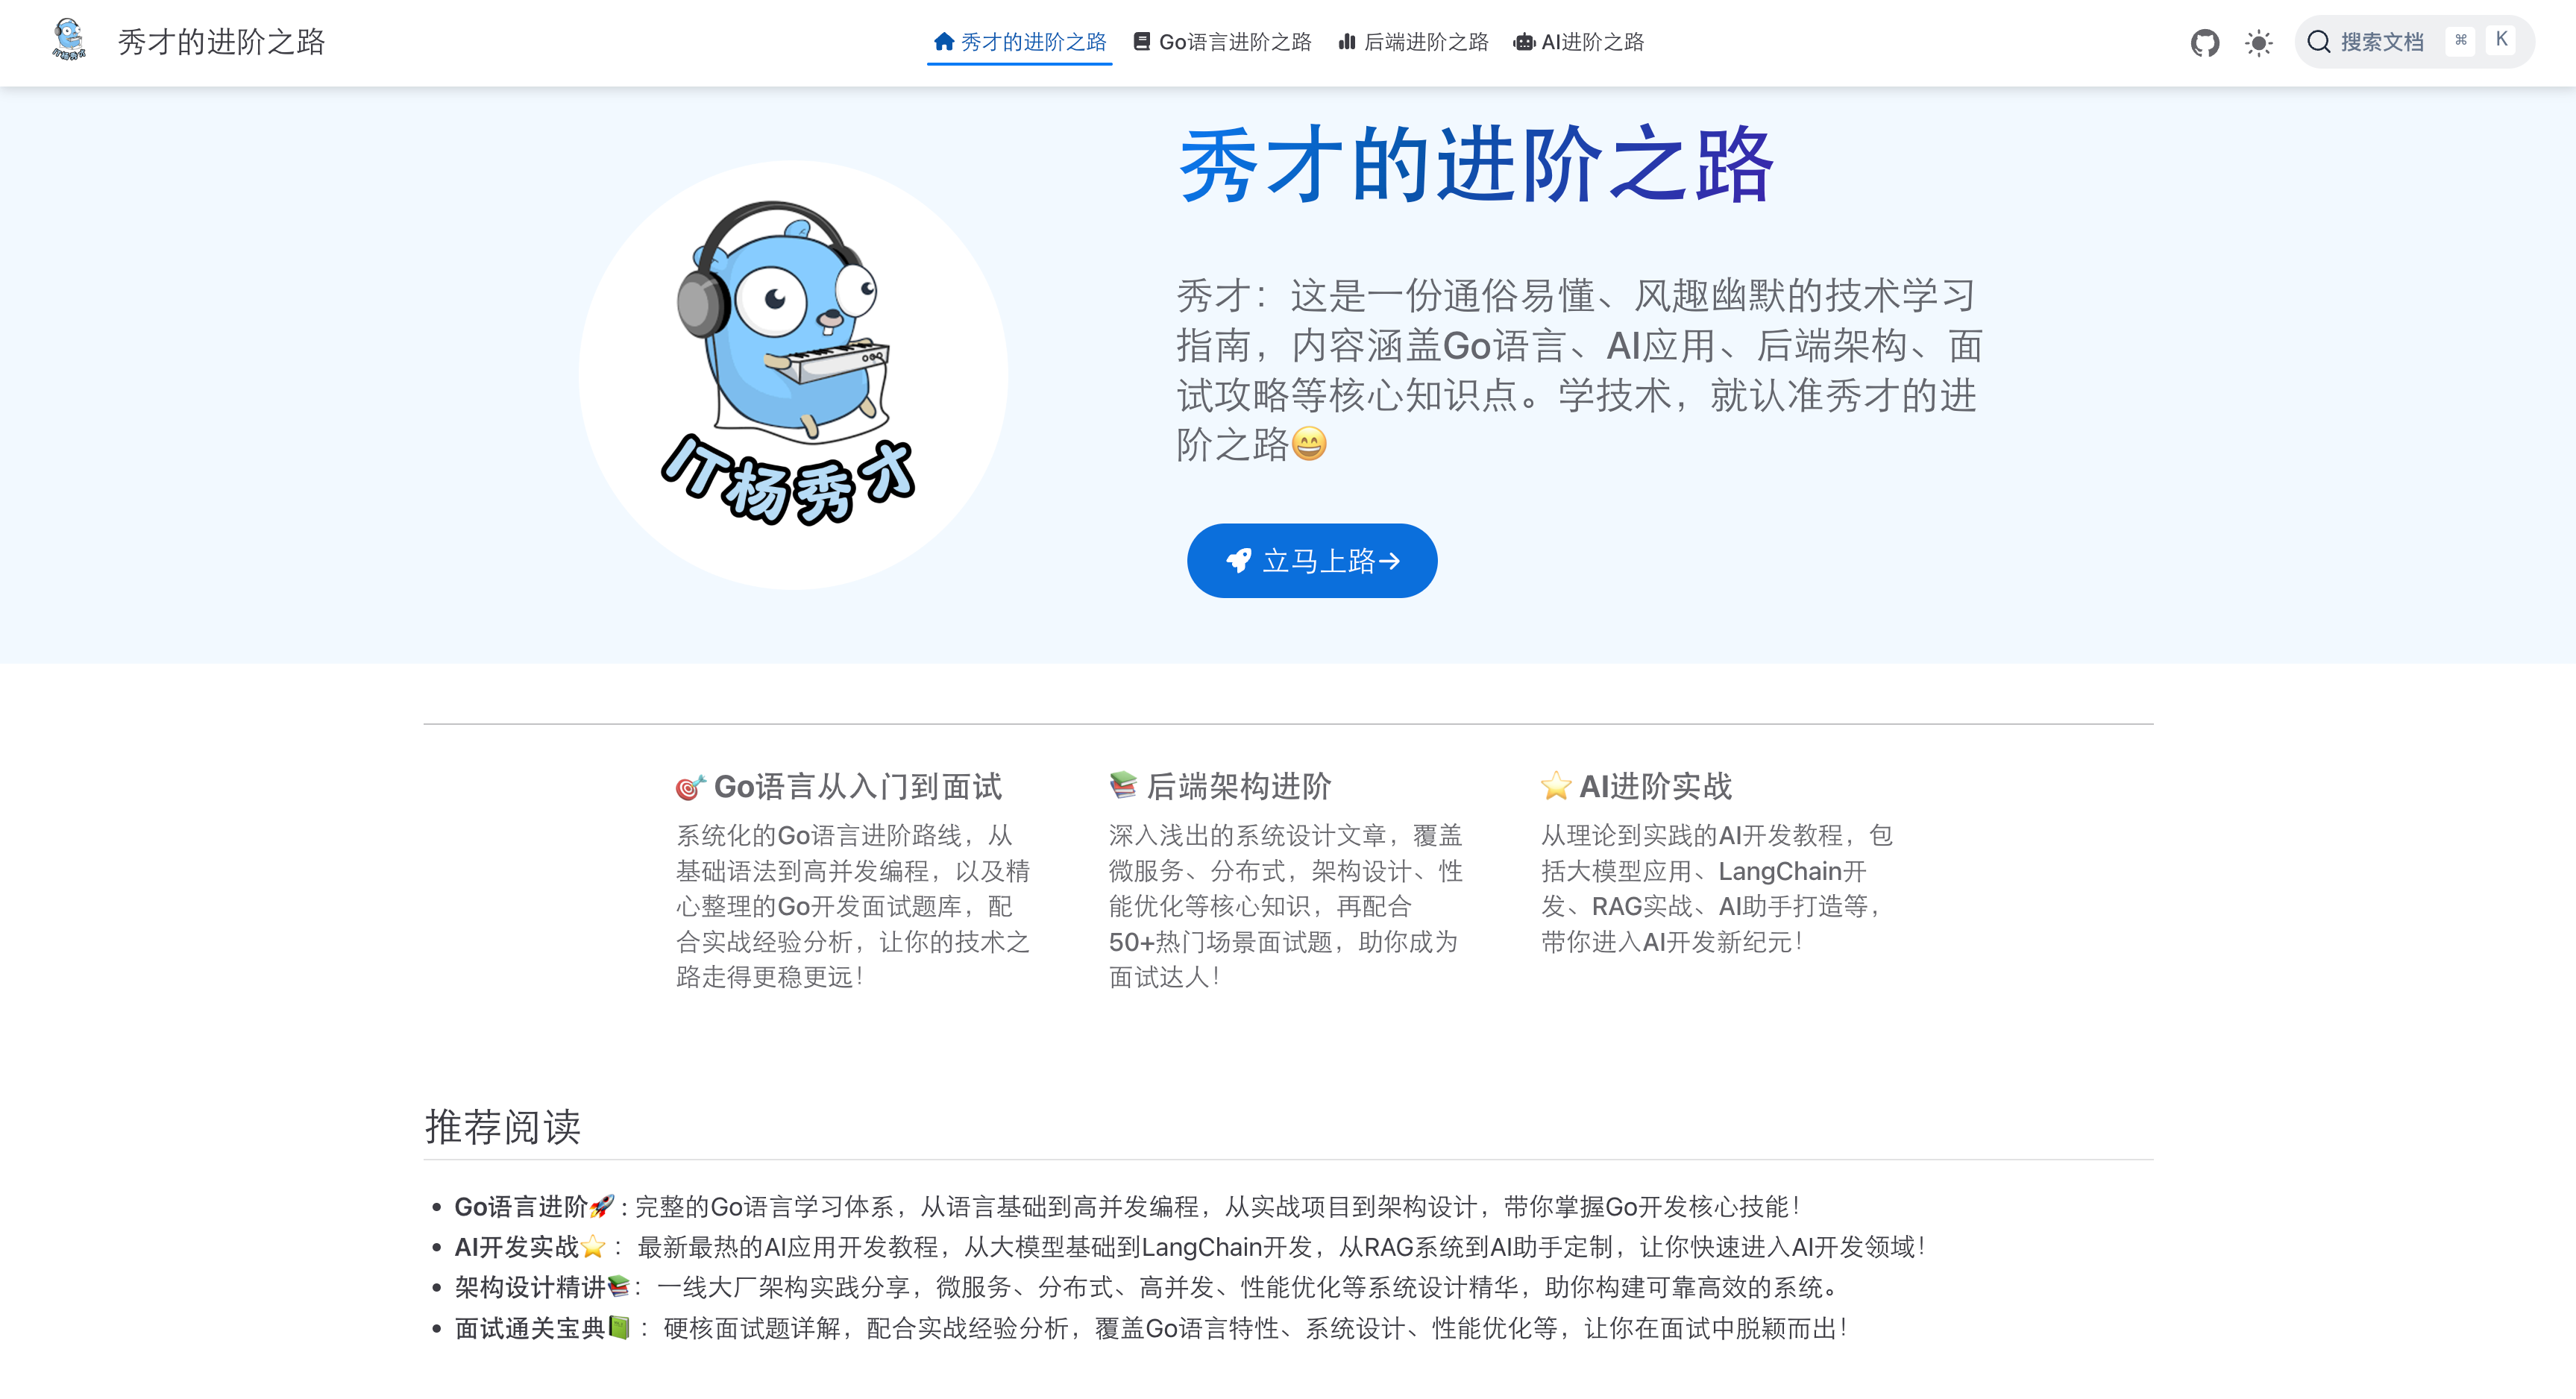 秀才的进阶之路
秀才的进阶之路 Go语言进阶之路 后端进阶之路 AI进阶之路
搜索文档 ⌘ K
秀才的进阶之路
IT杨秀才
秀才：这是一份通俗易懂、风趣幽默的技术学习
指南，内容涵盖Go语言、AI应用、后端架构、面
试攻略等核心知识点。学技术，就认准秀才的进
阶之路😄
立马上路→
🎯 Go语言从入门到面试
系统化的Go语言进阶路线，从
基础语法到高并发编程，以及精
心整理的Go开发面试题库，配
合实战经验分析，让你的技术之
路走得更稳更远！
📚 后端架构进阶
深入浅出的系统设计文章，覆盖
微服务、分布式，架构设计、性
能优化等核心知识，再配合
50+热门场景面试题，助你成为
面试达人！
⭐ AI进阶实战
从理论到实践的AI开发教程，包
括大模型应用、LangChain开
发、RAG实战、AI助手打造等，
带你进入AI开发新纪元！
推荐阅读
• Go语言进阶🚀：完整的Go语言学习体系，从语言基础到高并发编程，从实战项目到架构设计，带你掌握Go开发核心技能！
• AI开发实战⭐：最新最热的AI应用开发教程，从大模型基础到LangChain开发，从RAG系统到AI助手定制，让你快速进入AI开发领域！
• 架构设计精讲📚：一线大厂架构实践分享，微服务、分布式、高并发、性能优化等系统设计精华，助你构建可靠高效的系统。
• 面试通关宝典📗：硬核面试题详解，配合实战经验分析，覆盖Go语言特性、系统设计、性能优化等，让你在面试中脱颖而出！